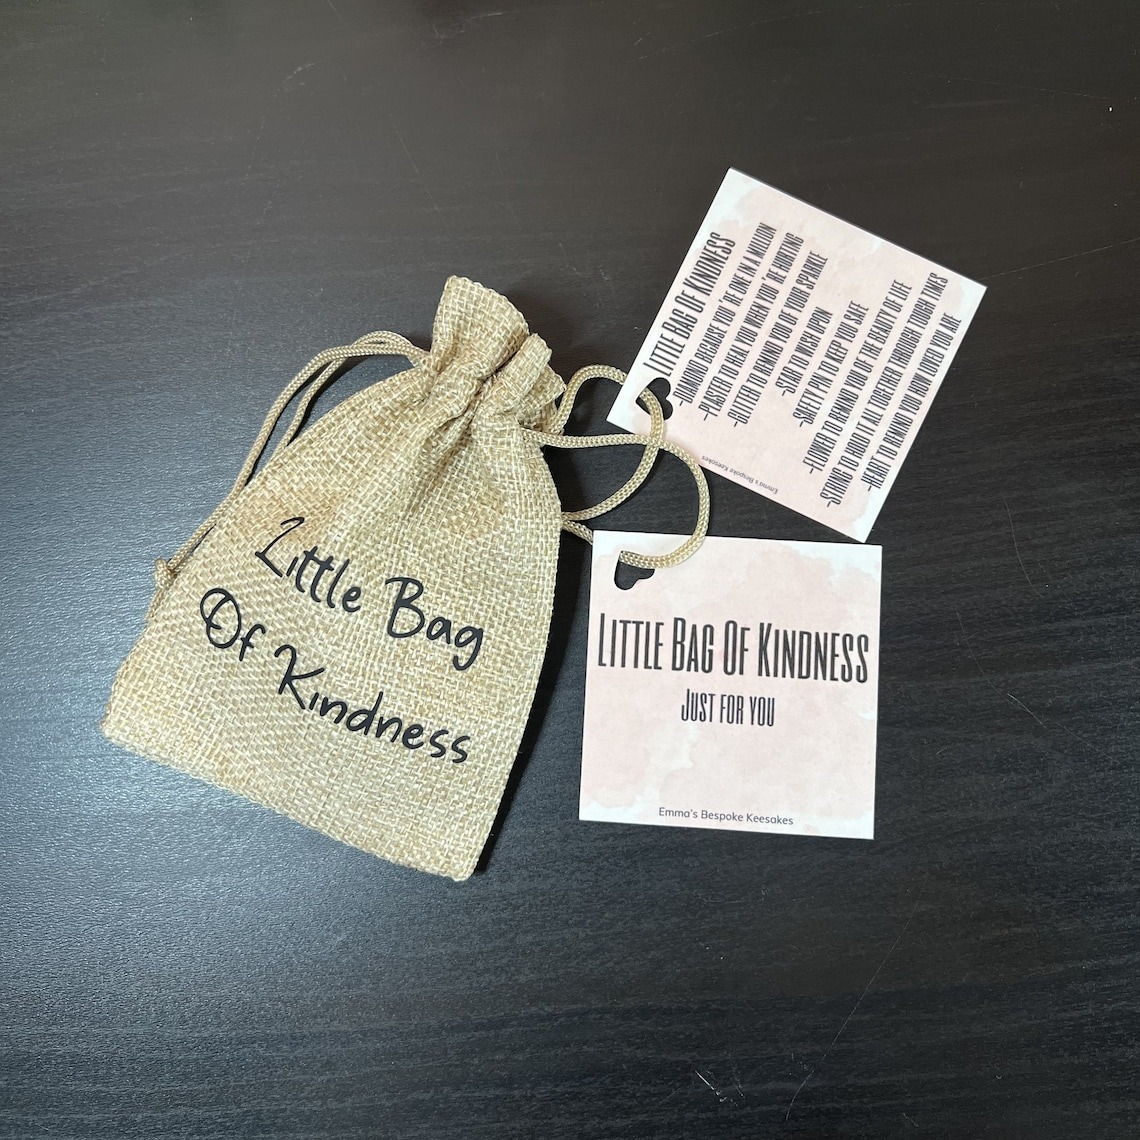 Little Bag
Of Kindness
LITTLE BAG OF KINDNESS
~DIAMOND BECAUSE YOU'RE ONE IN A MILLION
~PLASTER TO HEAL YOU WHEN YOU'RE HURTING
~GLITTER TO REMIND YOU OF YOUR SPARKLE
~STAR TO WISH UPON
~SAFETY PIN TO KEEP YOU SAFE
~FLOWER TO REMIND YOU OF THE BEAUTY OF LIFE
~STRING TO HOLD IT ALL TOGETHER THROUGH TOUGH TIMES
~HEART TO REMIND YOU HOW LOVED YOU ARE
Emma's Bespoke Keesakes
LITTLE BAG OF KINDNESS
JUST FOR YOU
Emma's Bespoke Keesakes